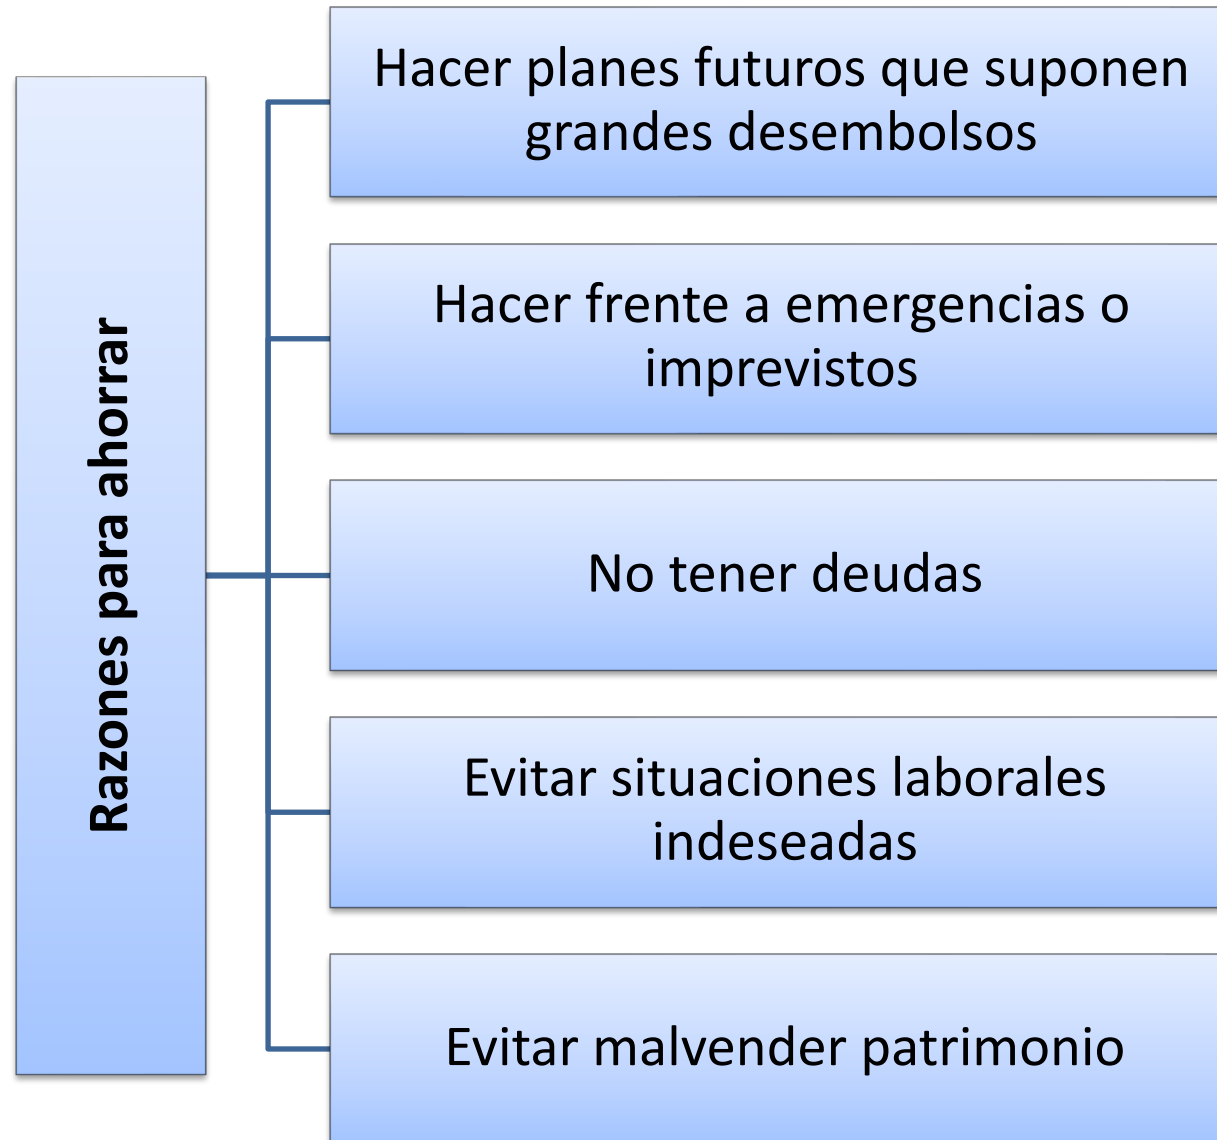 Razones para ahorrar
Hacer planes futuros que suponen
grandes desembolsos
Hacer frente a emergencias o
imprevistos
No tener deudas
Evitar situaciones laborales
indeseadas
Evitar malvender patrimonio